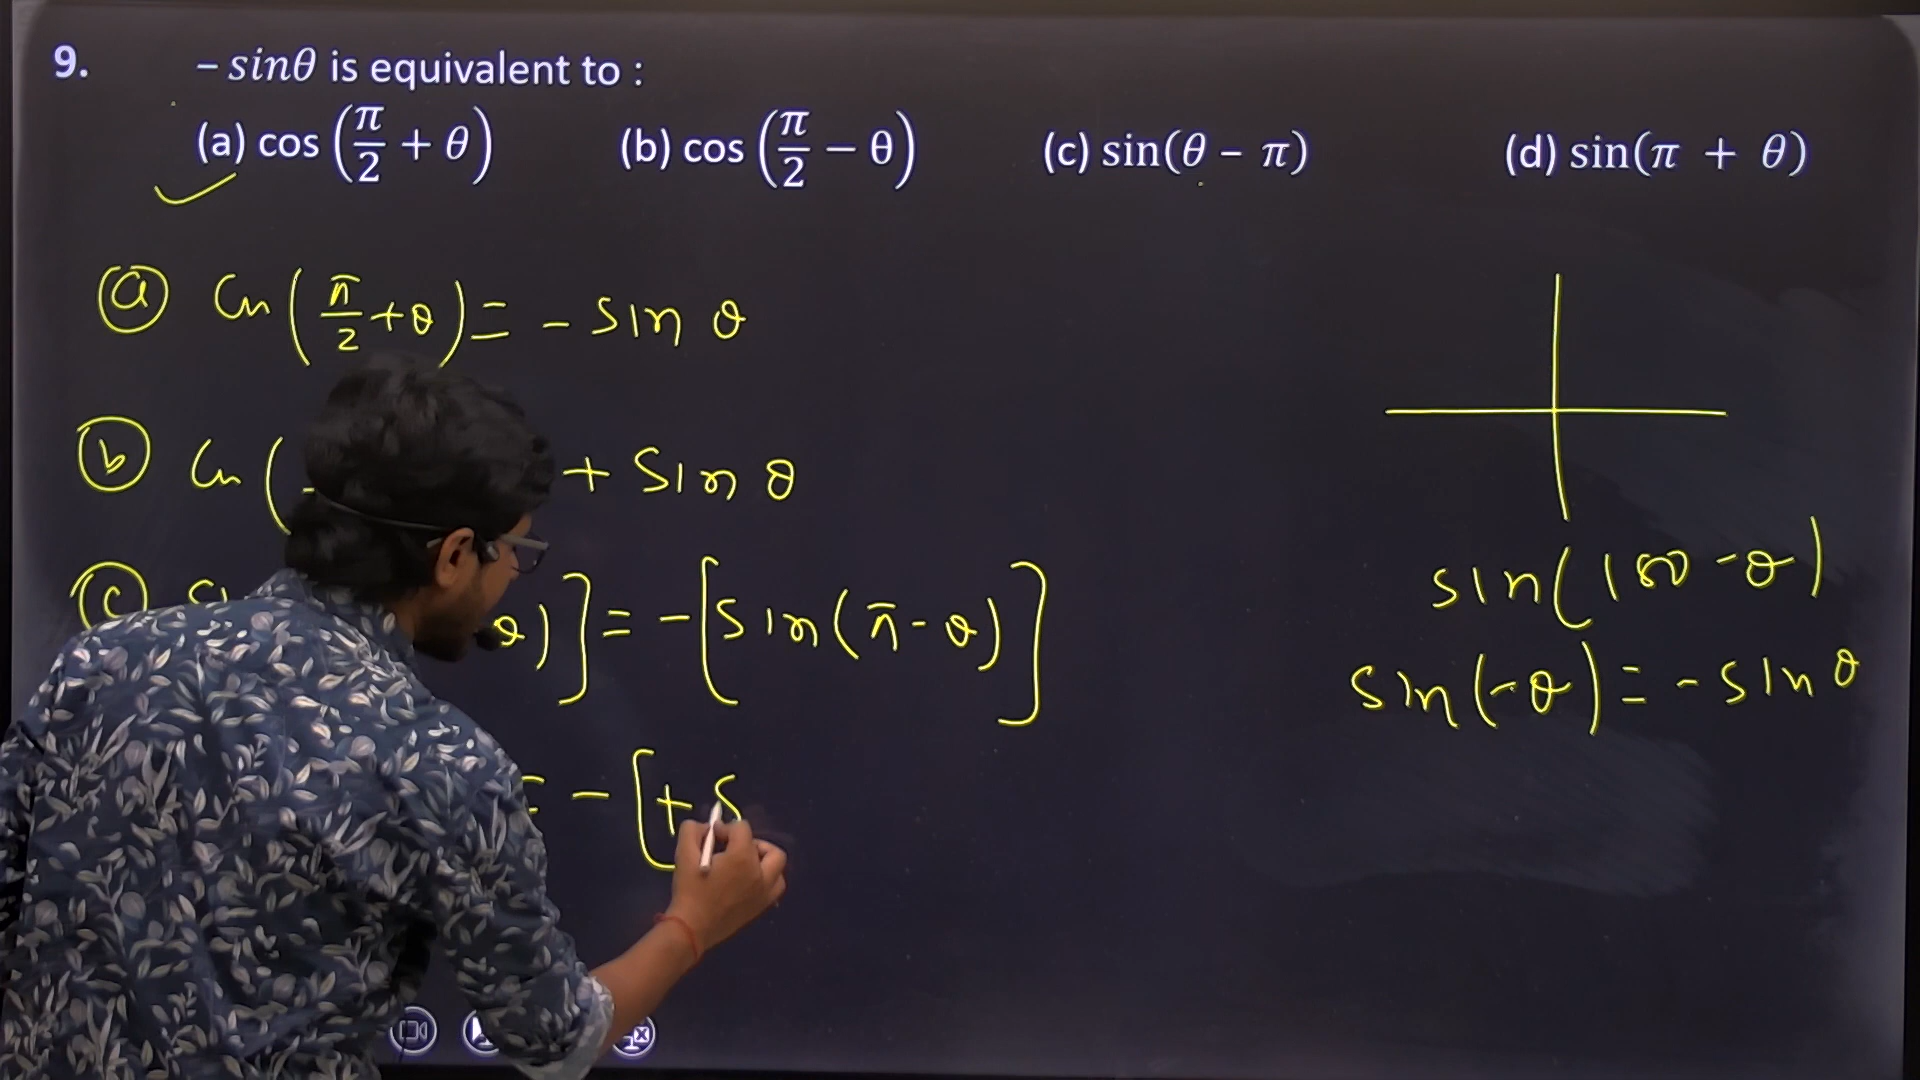 9. – sinθ is equivalent to :
(a) cos (π/2 + θ) (b) cos (π/2 – θ) (c) sin(θ – π) (d) sin(π + θ)
(a) Cos (π/2 + θ) = - sin θ
(b) Cos ( + Sin θ
(c) θ)] = -[sin(π - θ)]
= - [+ S
sin(180 - θ)
sin(-θ) = - sin θ